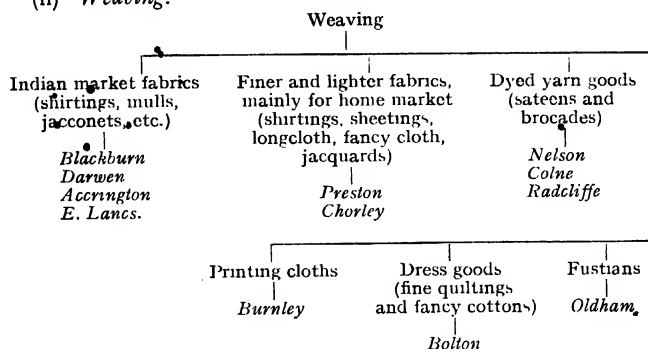 (ii) Weaving.
Weaving
Indian market fabrics
(shirtings, mulls,
jacconets, etc.)
Blackburn
Darwen
Accrington
E. Lancs.
Finer and lighter fabrics,
mainly for home market
(shirtings, sheetings,
longcloth, fancy cloth,
jacquards)
Preston
Chorley
Dyed yarn goods
(sateens and
brocades)
Nelson
Colne
Radcliffe
Printing cloths
Burnley
Dress goods
(fine quiltings
and fancy cottons)
Bolton
Fustians
Oldham.